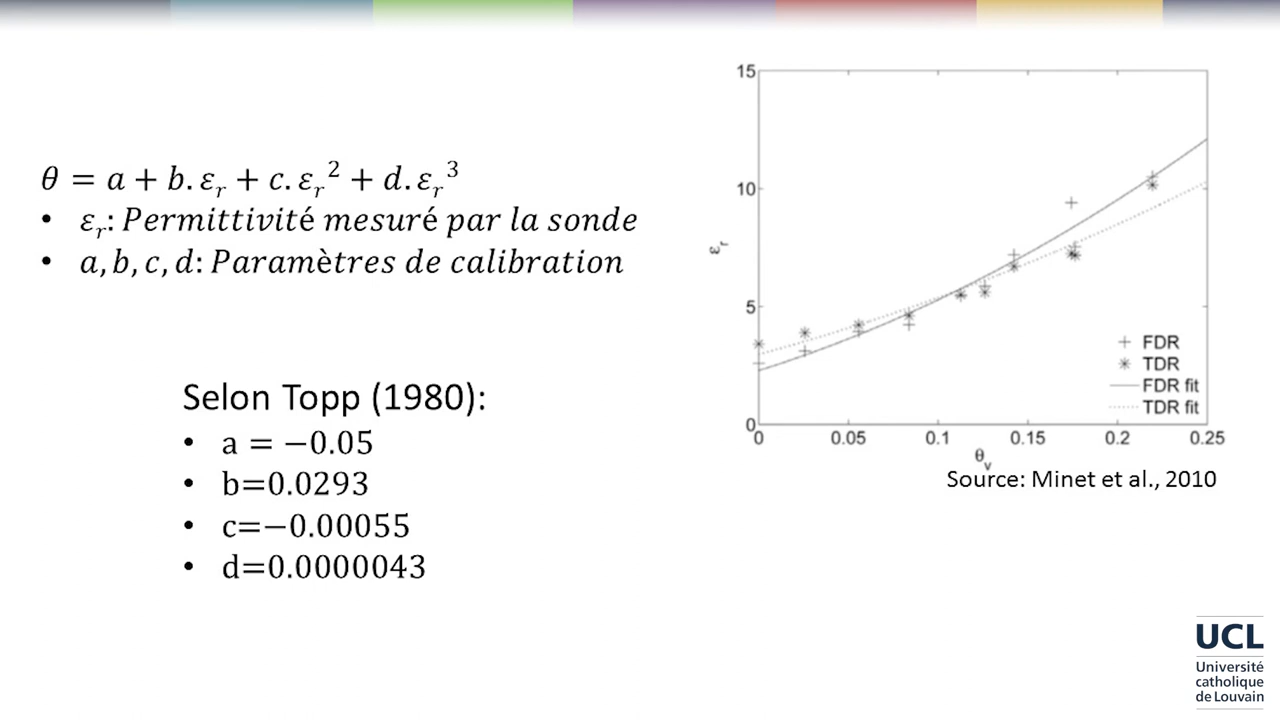 θ = a + b. εᵣ + c. εᵣ² + d. εᵣ³
• εᵣ: Permittivité mesuré par la sonde
• a, b, c, d: Paramètres de calibration
Selon Topp (1980):
• a = −0.05
• b=0.0293
• c=−0.00055
• d=0.0000043
15
10
5
0
εᵣ
FDR
TDR
FDR fit
TDR fit
0 0.05 0.1 0.15 0.2 0.25
θᵥ
Source: Minet et al., 2010
UCL
Université
catholique
de Louvain